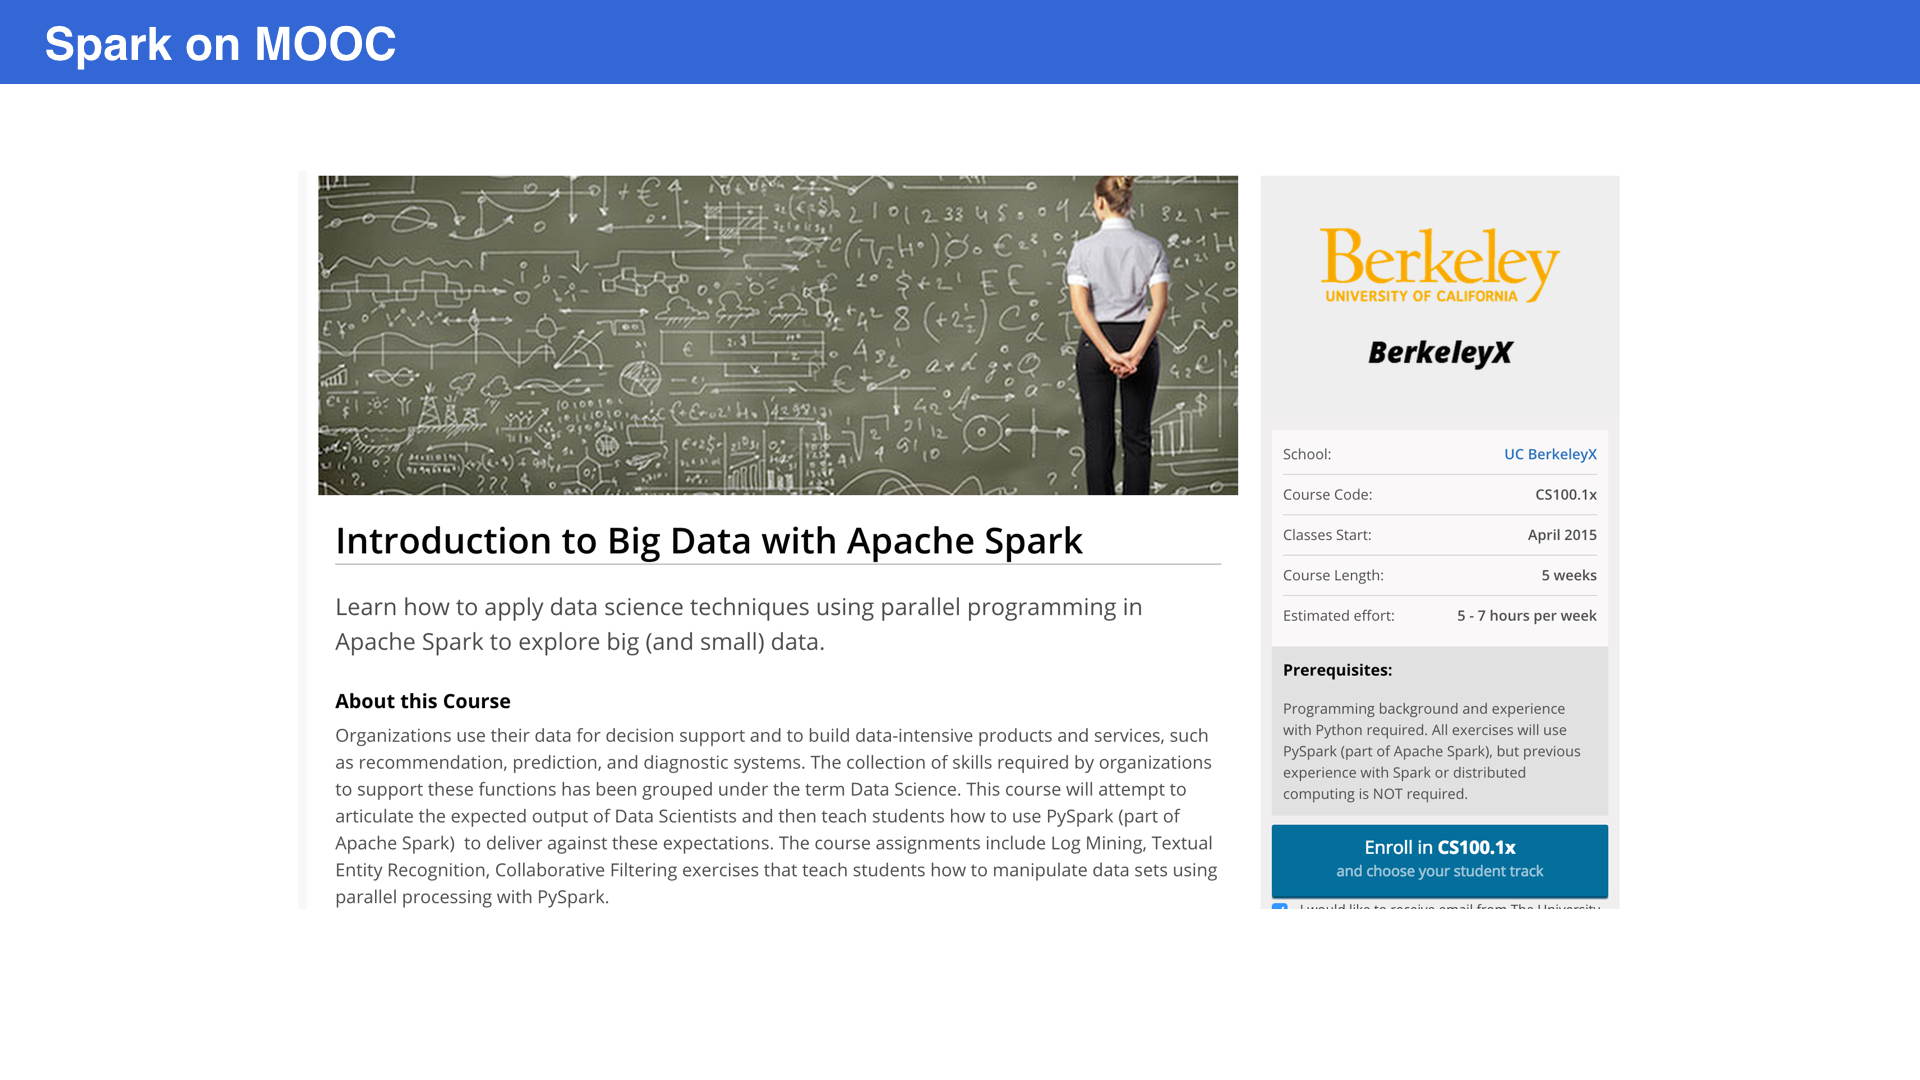 Spark on MOOC
Introduction to Big Data with Apache Spark
Learn how to apply data science techniques using parallel programming in
Apache Spark to explore big (and small) data.
About this Course
Organizations use their data for decision support and to build data-intensive products and services, such
as recommendation, prediction, and diagnostic systems. The collection of skills required by organizations
to support these functions has been grouped under the term Data Science. This course will attempt to
articulate the expected output of Data Scientists and then teach students how to use PySpark (part of
Apache Spark)  to deliver against these expectations. The course assignments include Log Mining, Textual
Entity Recognition, Collaborative Filtering exercises that teach students how to manipulate data sets using
parallel processing with PySpark.
Berkeley
UNIVERSITY OF CALIFORNIA
BerkeleyX
School: UC BerkeleyX
Course Code: CS100.1x
Classes Start: April 2015
Course Length: 5 weeks
Estimated effort: 5 - 7 hours per week
Prerequisites:
Programming background and experience
with Python required. All exercises will use
PySpark (part of Apache Spark), but previous
experience with Spark or distributed
computing is NOT required.
Enroll in CS100.1x
and choose your student track
I would like to receive email from The University